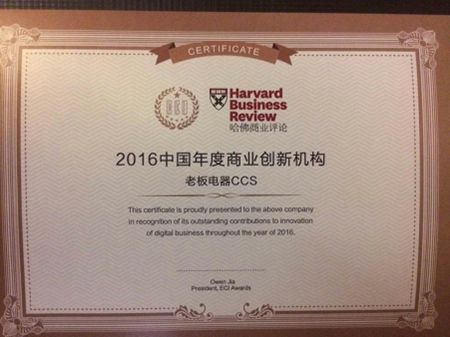 CERTIFICATE
ECI
Harvard
Business
Review
哈佛商业评论
2016中国年度商业创新机构
老板电器CCS
This certificate is proudly presented to the above company
in recognition of its outstanding contributions to innovation
of digital business throughout the year of 2016.
Owen Jia
President, ECI Awards